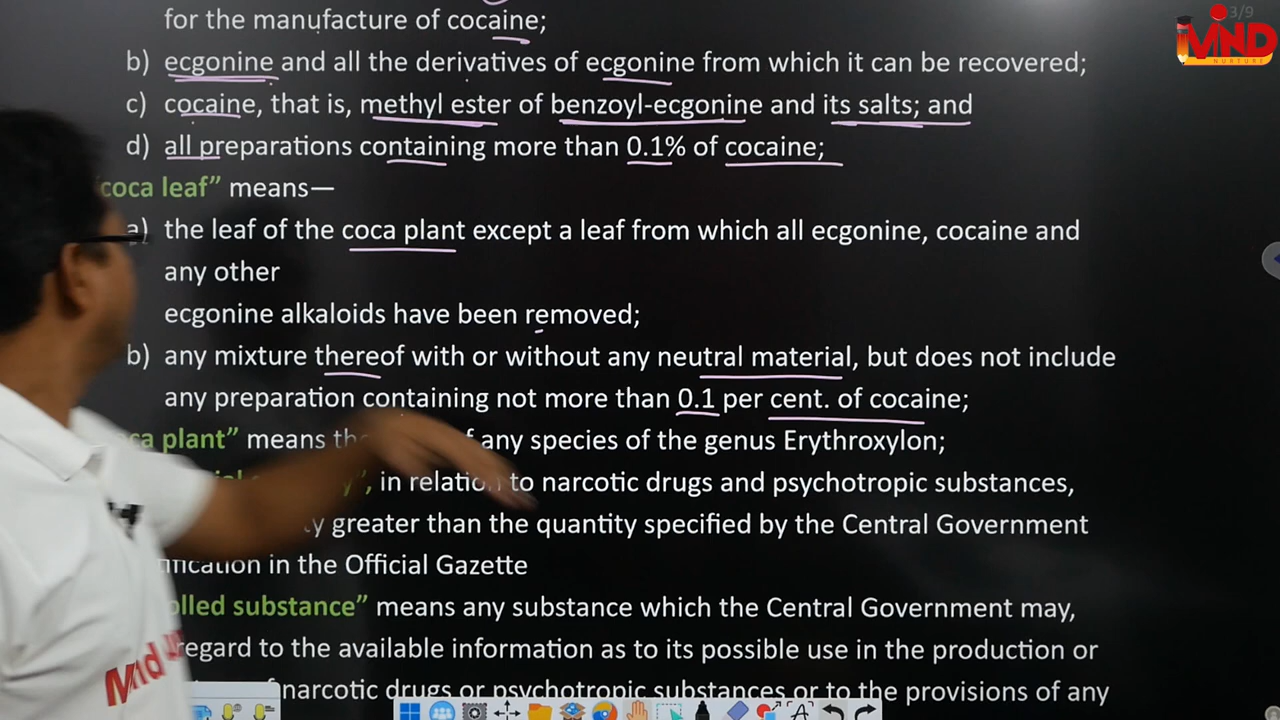 for the manufacture of cocaine;
3/9
MIND
NURTURE
b) ecgonine and all the derivatives of ecgonine from which it can be recovered;
c) cocaine, that is, methyl ester of benzoyl-ecgonine and its salts; and
d) all preparations containing more than 0.1% of cocaine;
coca leaf” means—
a) the leaf of the coca plant except a leaf from which all ecgonine, cocaine and
any other
ecgonine alkaloids have been removed;
b) any mixture thereof with or without any neutral material, but does not include
any preparation containing not more than 0.1 per cent. of cocaine;
plant” means any species of the genus Erythroxylon;
in relation to narcotic drugs and psychotropic substances,
greater than the quantity specified by the Central Government
in the Official Gazette
substance” means any substance which the Central Government may,
regard to the available information as to its possible use in the production or
narcotic drugs or psychotropic substances or to the provisions of any